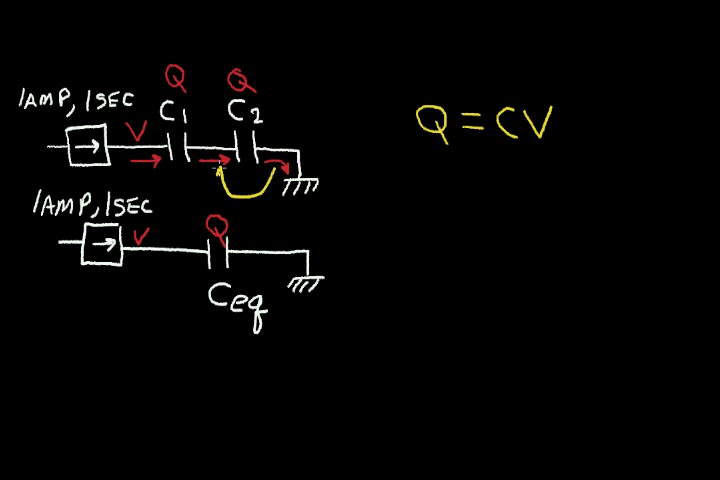 Q Q
1AMP, 1SEC C1 C2
V
Q = CV
1AMP, 1SEC
V Q
Ceq